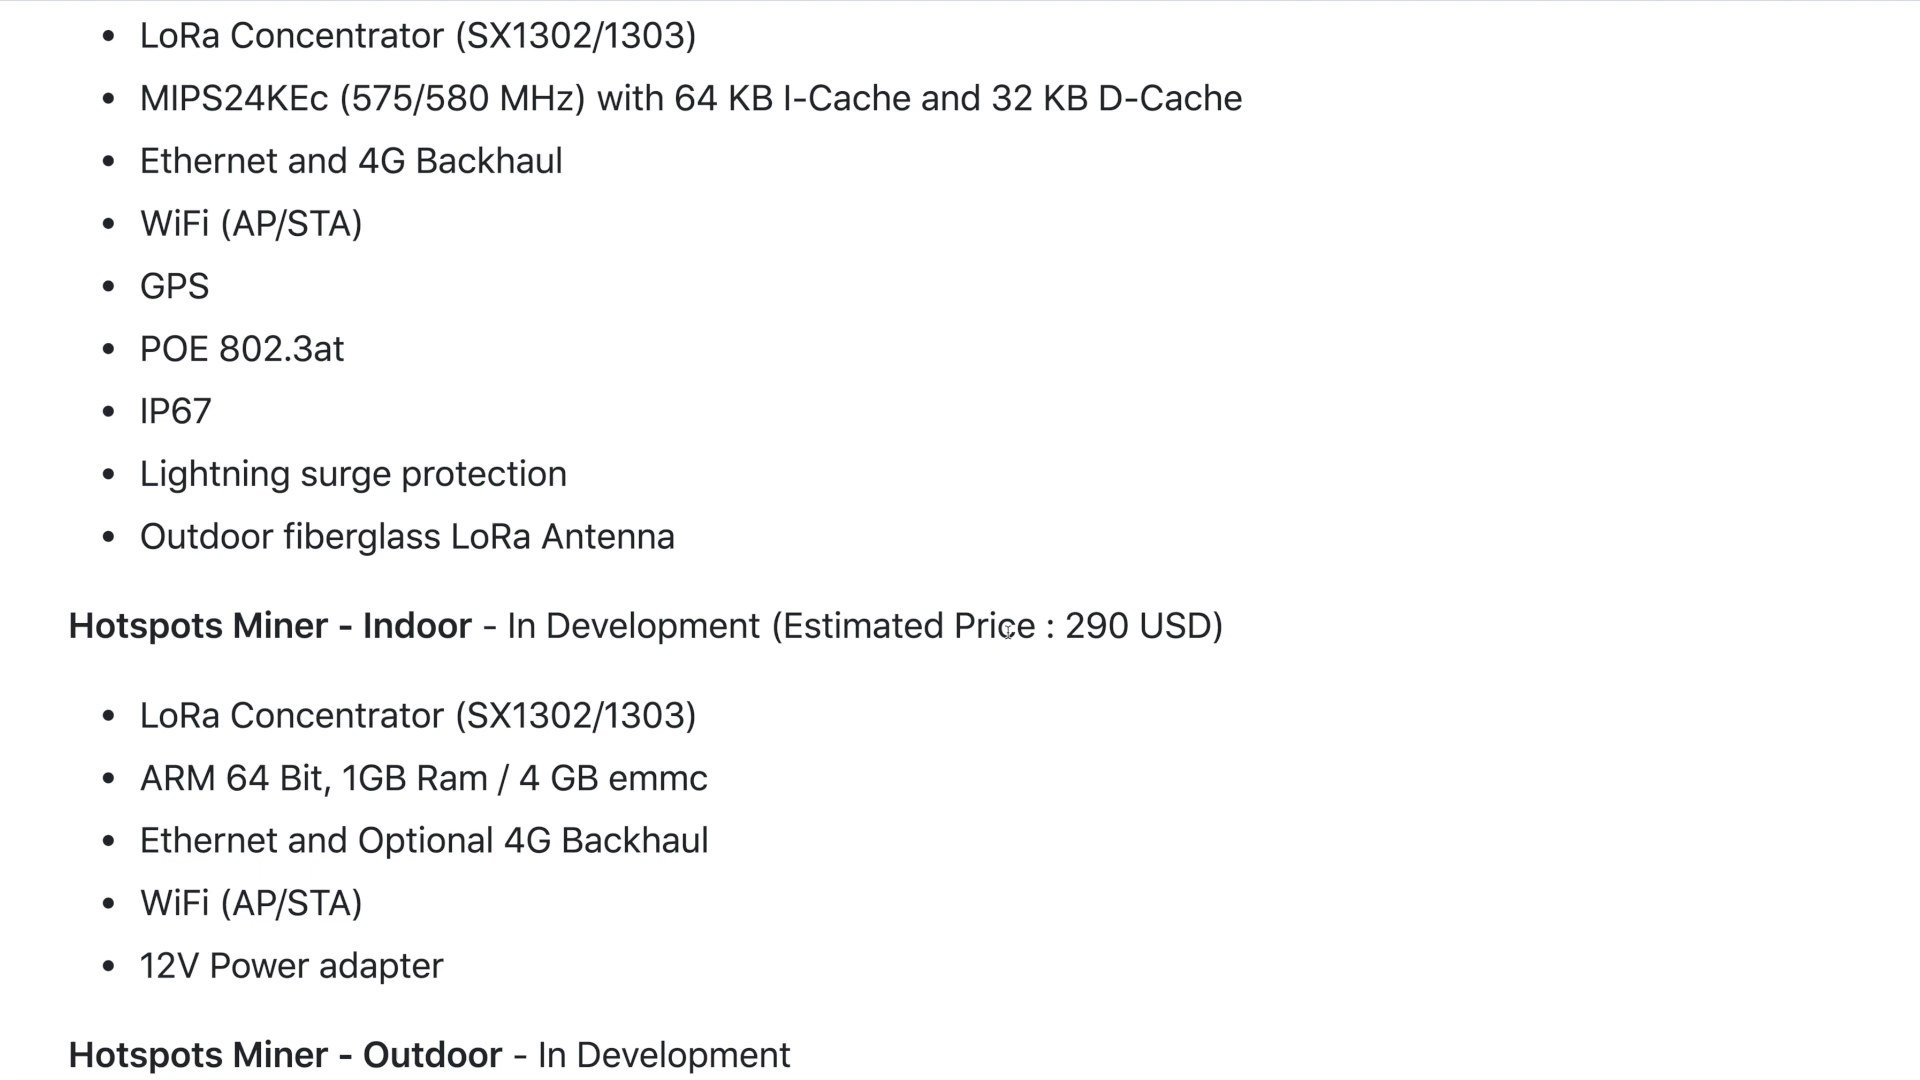 LoRa Concentrator (SX1302/1303)
MIPS24KEc (575/580 MHz) with 64 KB I-Cache and 32 KB D-Cache
Ethernet and 4G Backhaul
WiFi (AP/STA)
GPS
POE 802.3at
IP67
Lightning surge protection
Outdoor fiberglass LoRa Antenna
Hotspots Miner - Indoor - In Development (Estimated Price : 290 USD)
LoRa Concentrator (SX1302/1303)
ARM 64 Bit, 1GB Ram / 4 GB emmc
Ethernet and Optional 4G Backhaul
WiFi (AP/STA)
12V Power adapter
Hotspots Miner - Outdoor - In Development